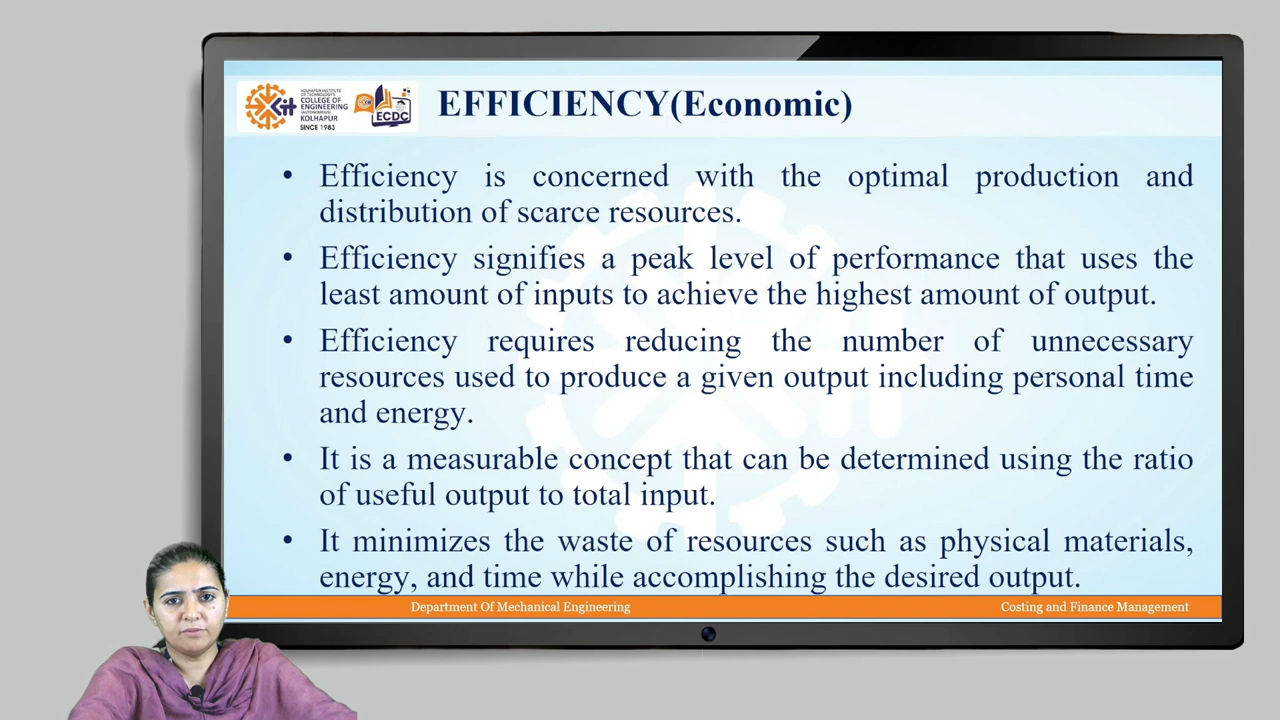 KOLHAPUR INSTITUTE
OF TECHNOLOGY'S
COLLEGE OF
ENGINEERING
(AUTONOMOUS)
KOLHAPUR
SINCE 1983
ECDC
EFFICIENCY(Economic)
• Efficiency is concerned with the optimal production and
distribution of scarce resources.
• Efficiency signifies a peak level of performance that uses the
least amount of inputs to achieve the highest amount of output.
• Efficiency requires reducing the number of unnecessary
resources used to produce a given output including personal time
and energy.
• It is a measurable concept that can be determined using the ratio
of useful output to total input.
• It minimizes the waste of resources such as physical materials,
energy, and time while accomplishing the desired output.
Department Of Mechanical Engineering
Costing and Finance Management